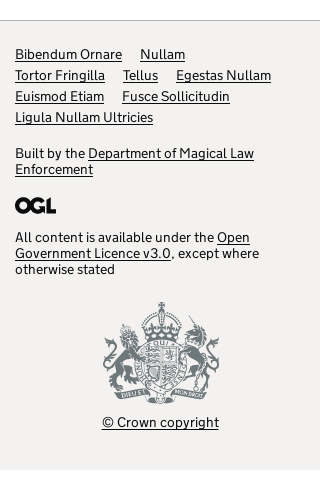 Bibendum Ornare Nullam
Tortor Fringilla Tellus Egestas Nullam
Euismod Etiam Fusce Sollicitudin
Ligula Nullam Ultricies
Built by the Department of Magical Law
Enforcement
OGL
All content is available under the Open
Government Licence v3.0, except where
otherwise stated
QUI
DIEU ET MON DROIT
© Crown copyright